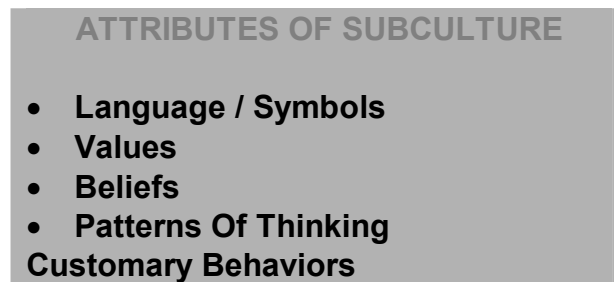 ATTRIBUTES OF SUBCULTURE
• Language / Symbols
• Values
• Beliefs
• Patterns Of Thinking
Customary Behaviors